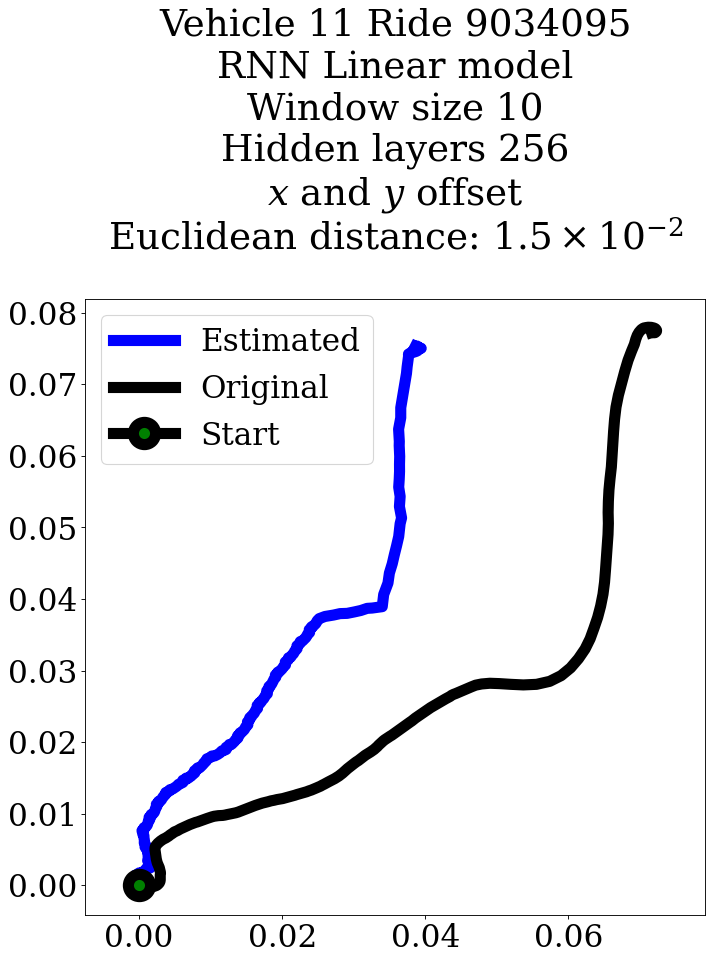 Vehicle 11 Ride 9034095
RNN Linear model
Window size 10
Hidden layers 256
x and y offset
Euclidean distance: 1.5 × 10⁻²
0.08
0.07
0.06
0.05
0.04
0.03
0.02
0.01
0.00
Estimated
Original
Start
0.00 0.02 0.04 0.06